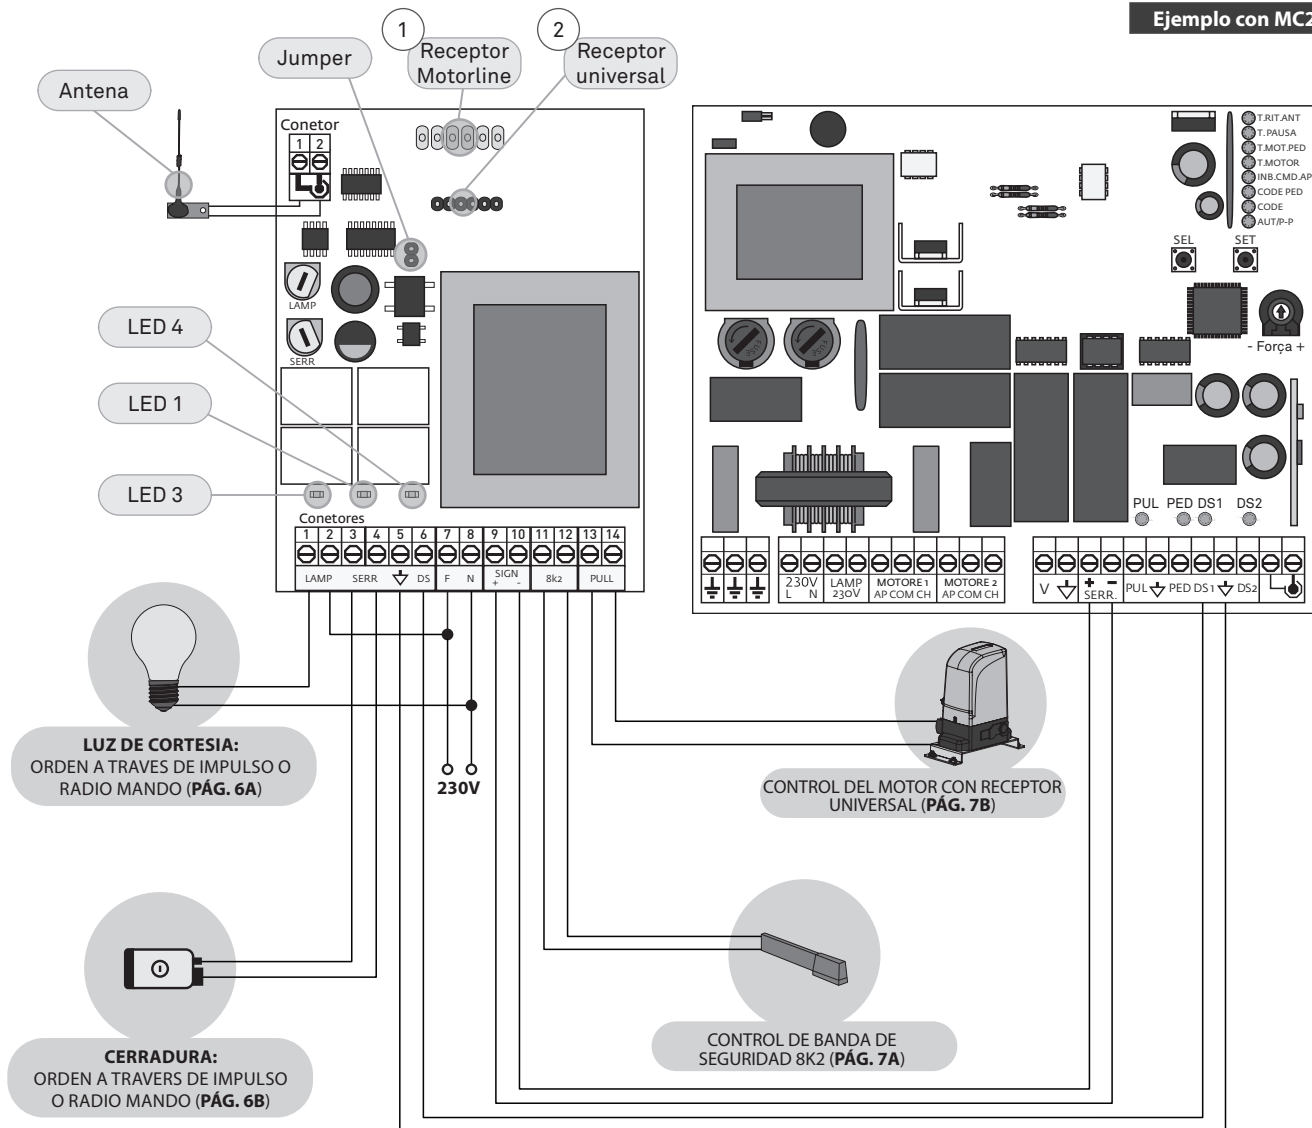 Ejemplo con MC2
1
Receptor
Motorline
2
Receptor
universal
Jumper
Antena
Conetor
1 2
LAMP
SERR
LED 4
LED 1
LED 3
Conetores
1 2 3 4 5 6 7 8 9 10 11 12 13 14
LAMP SERR DS F N SIGN + - 8k2 PULL
T.RIT.ANT
T. PAUSA
T.MOT.PED
T.MOTOR
INB.CMD.AP
CODE PED
CODE
AUT/P-P
SEL SET
- Força +
FUSE FUSE
PUL PED DS1 DS2
230V
L N
LAMP
230V
MOTORE 1
AP COM CH
MOTORE 2
AP COM CH
V + - SERR. PUL PED DS1 DS2
LUZ DE CORTESIA:
ORDEN A TRAVES DE IMPULSO O
RADIO MANDO (PÁG. 6A)
230V
CONTROL DEL MOTOR CON RECEPTOR
UNIVERSAL (PÁG. 7B)
CERRADURA:
ORDEN A TRAVERS DE IMPULSO
O RADIO MANDO (PÁG. 6B)
CONTROL DE BANDA DE
SEGURIDAD 8K2 (PÁG. 7A)